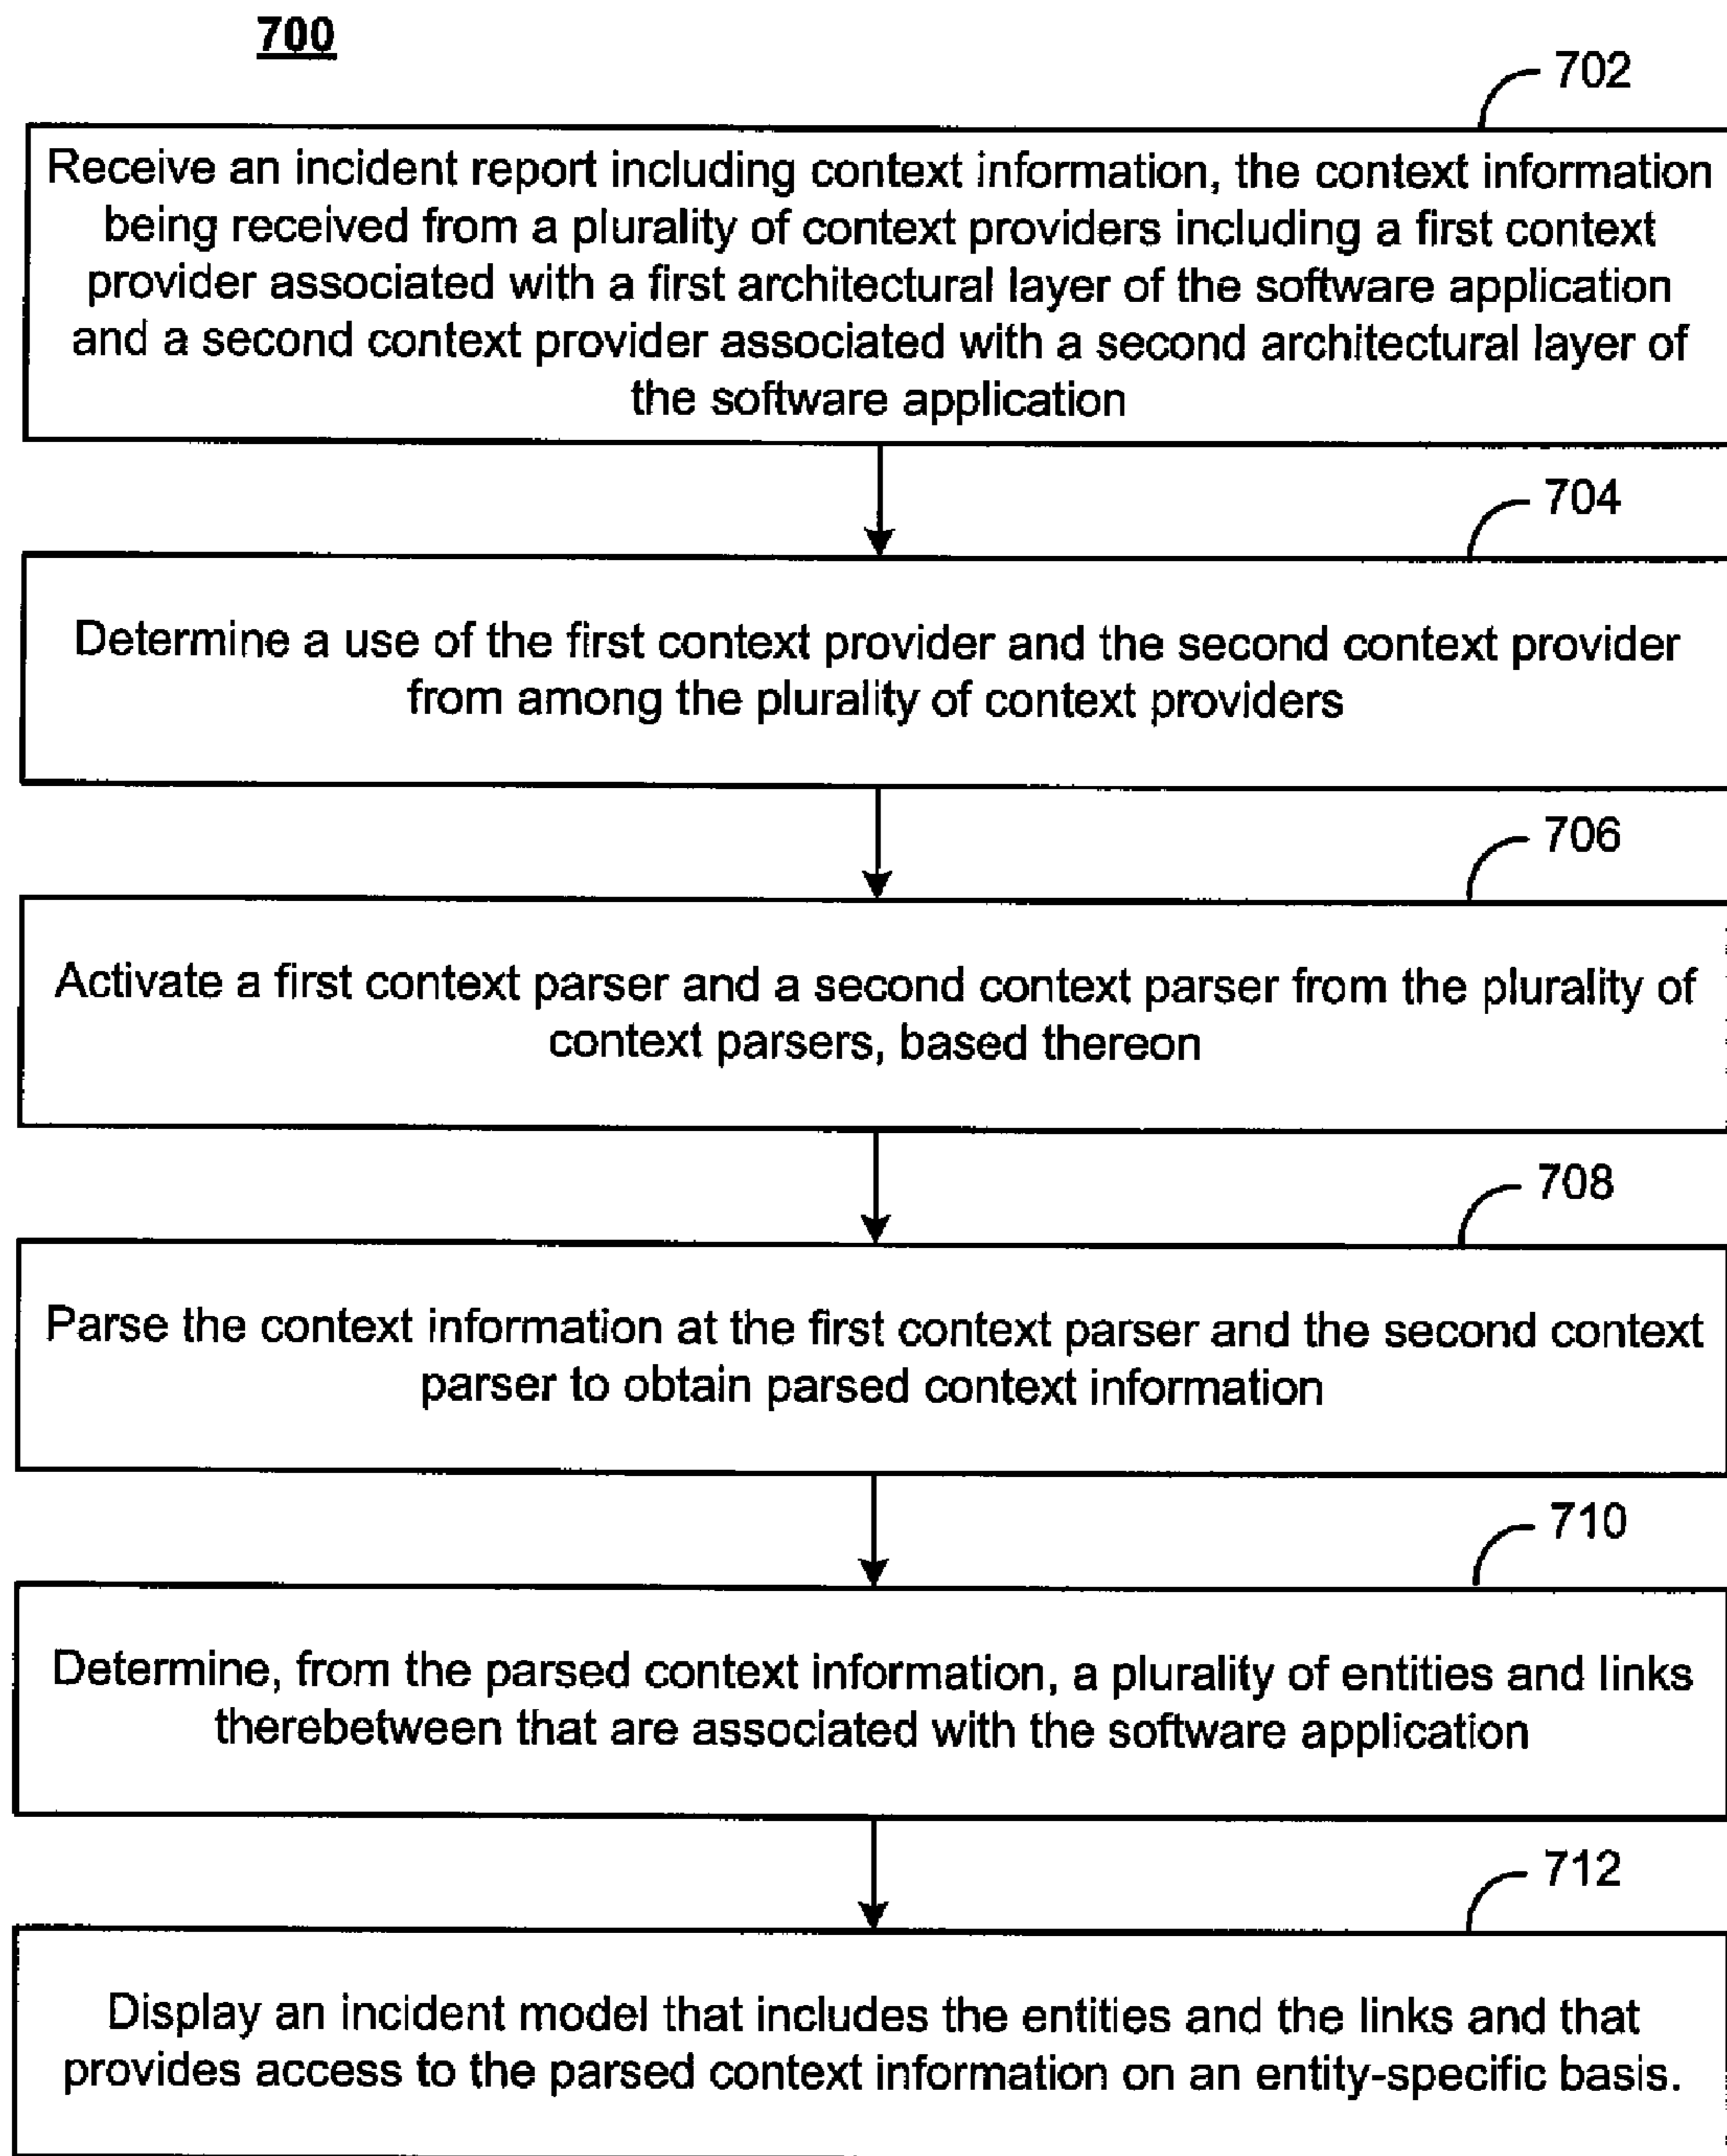 700
702
Receive an incident report including context information, the context information
being received from a plurality of context providers including a first context
provider associated with a first architectural layer of the software application
and a second context provider associated with a second architectural layer of
the software application
704
Determine a use of the first context provider and the second context provider
from among the plurality of context providers
706
Activate a first context parser and a second context parser from the plurality of
context parsers, based thereon
708
Parse the context information at the first context parser and the second context
parser to obtain parsed context information
710
Determine, from the parsed context information, a plurality of entities and links
therebetween that are associated with the software application
712
Display an incident model that includes the entities and the links and that
provides access to the parsed context information on an entity-specific basis.